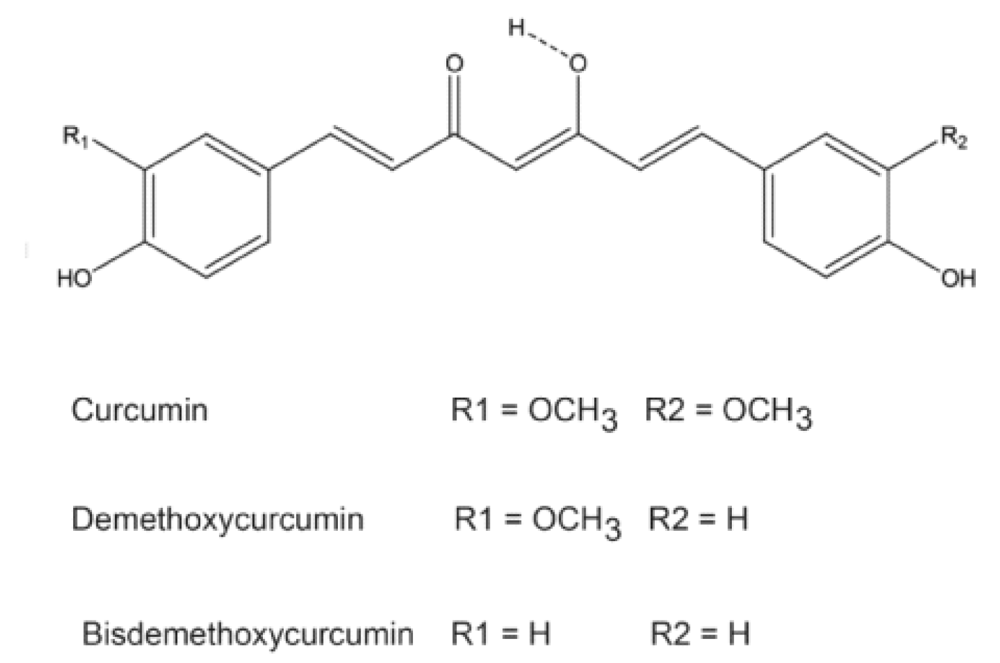 H
O O
R₁ R₂
HO OH
Curcumin R1 = OCH₃ R2 = OCH₃
Demethoxycurcumin R1 = OCH₃ R2 = H
Bisdemethoxycurcumin R1 = H R2 = H